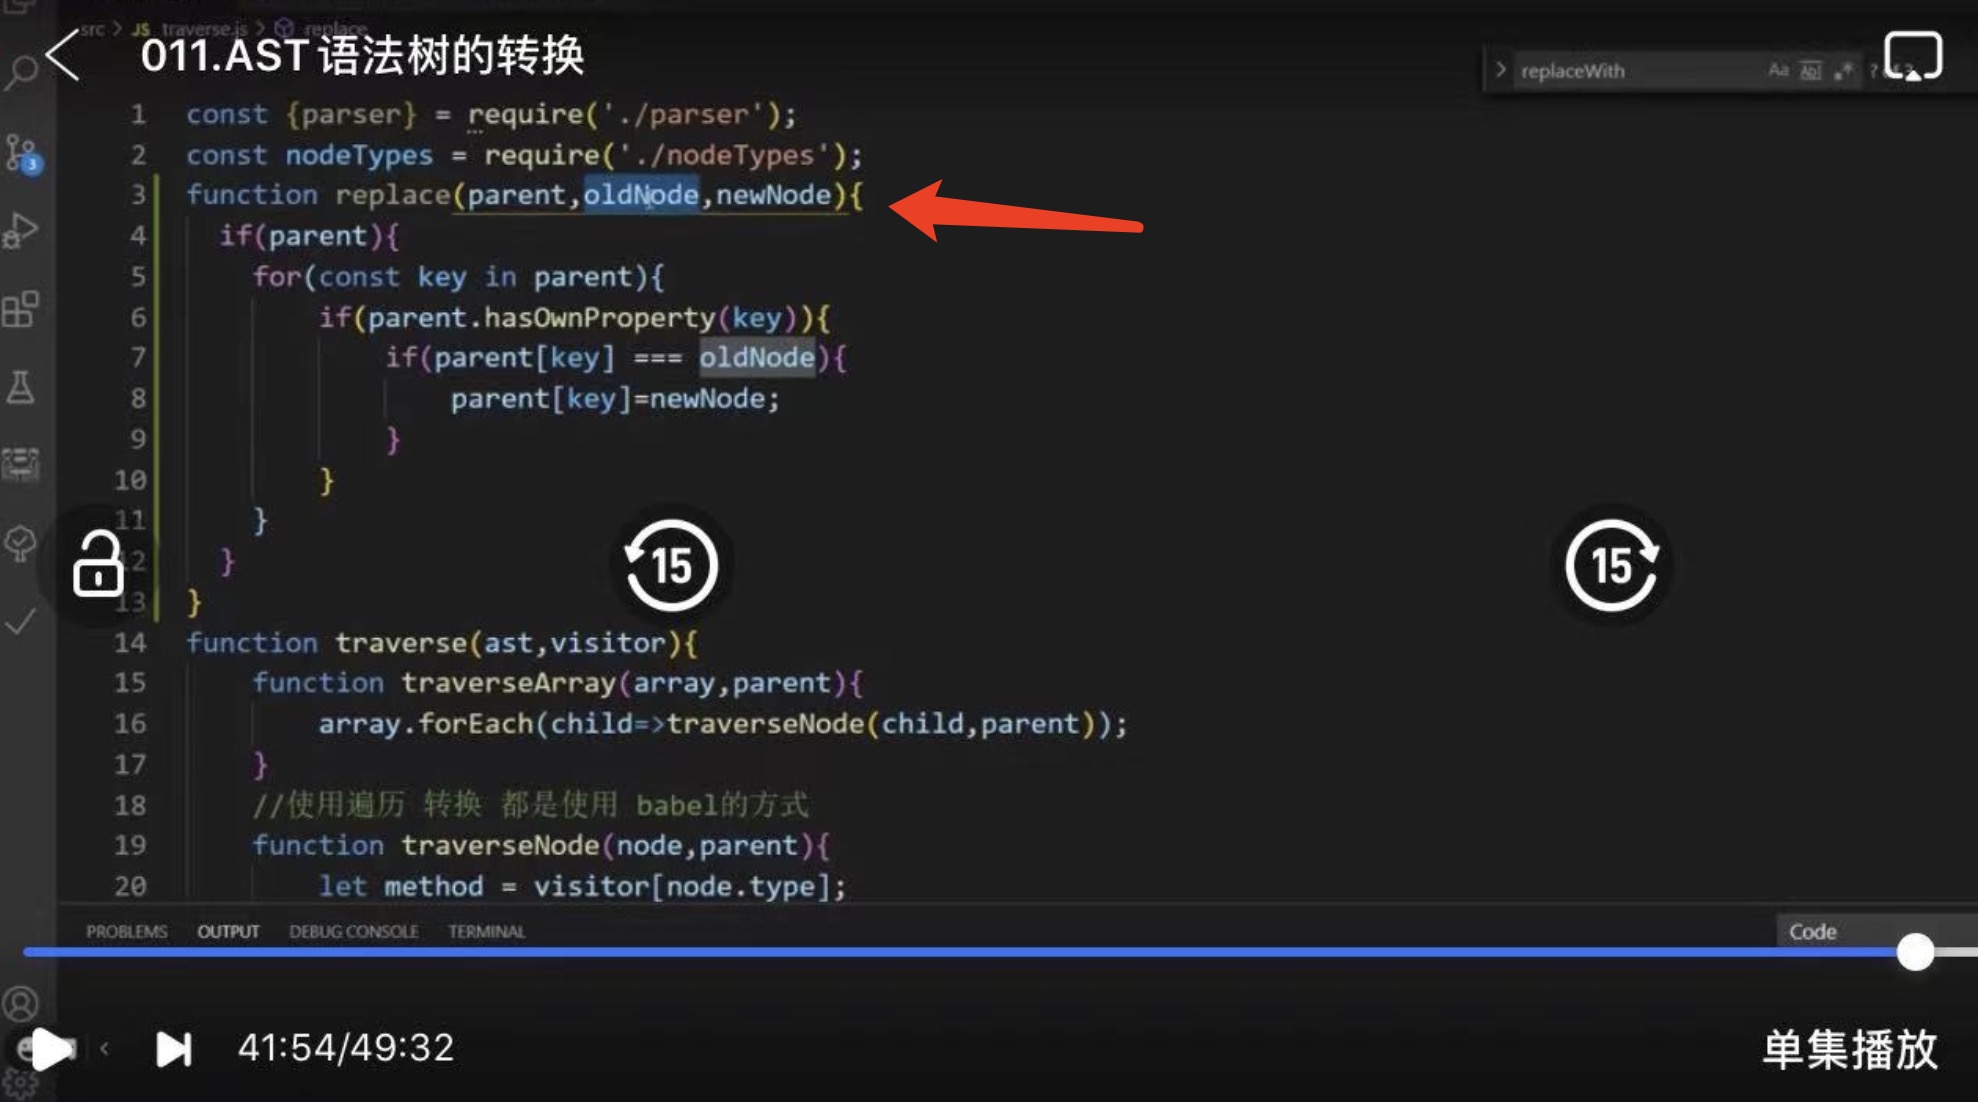 src > JS traverse.js > replace
011.AST语法树的转换
replaceWith
Aa
3
1 const {parser} = require('./parser');
2 const nodeTypes = require('./nodeTypes');
3 function replace(parent,oldNode,newNode){
4 if(parent){
5 for(const key in parent){
6 if(parent.hasOwnProperty(key)){
7 if(parent[key] === oldNode){
8 parent[key]=newNode;
9 }
10 }
11 }
12 }
13 }
14 function traverse(ast,visitor){
15 function traverseArray(array,parent){
16 array.forEach(child=>traverseNode(child,parent));
17 }
18 //使用遍历 转换 都是使用 babel的方式
19 function traverseNode(node,parent){
20 let method = visitor[node.type];
15
15
PROBLEMS OUTPUT DEBUG CONSOLE TERMINAL
Code
41:54/49:32
单集播放